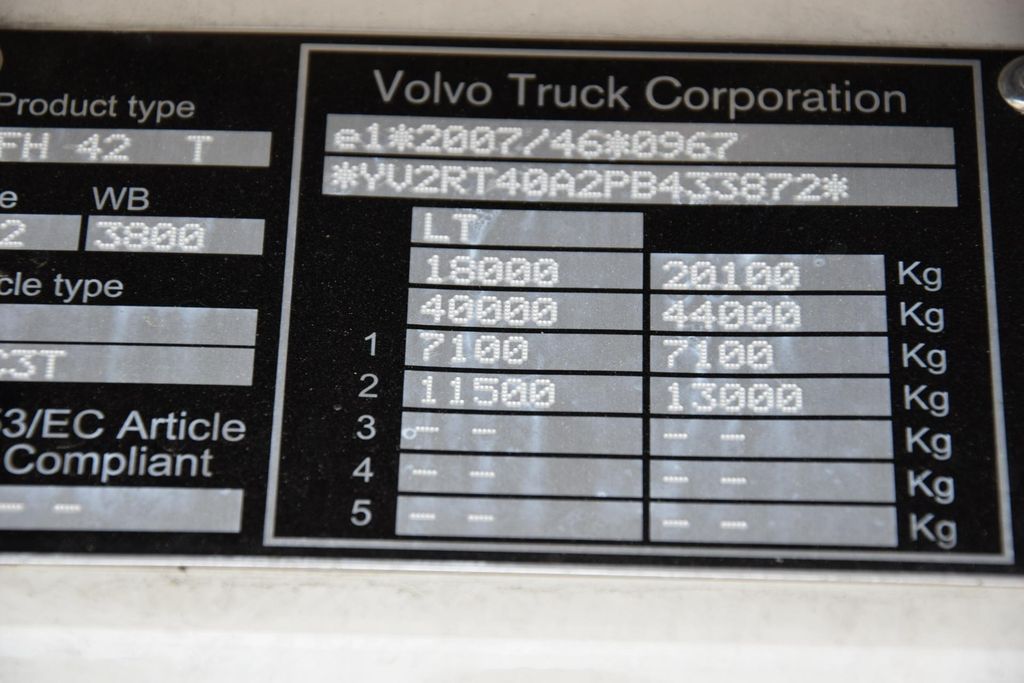 Product type
FH 42 T
WB
2
3800
cle type
C3T
53/EC Article
Compliant
-- --
Volvo Truck Corporation
e1*2007/46*0967
*YV2RT40A2PB433872*
LT
18000 20100 Kg
40000 44000 Kg
1 7100 7100 Kg
2 11500 13000 Kg
3 -- -- -- -- Kg
4 -- -- -- -- Kg
5 -- -- -- -- Kg